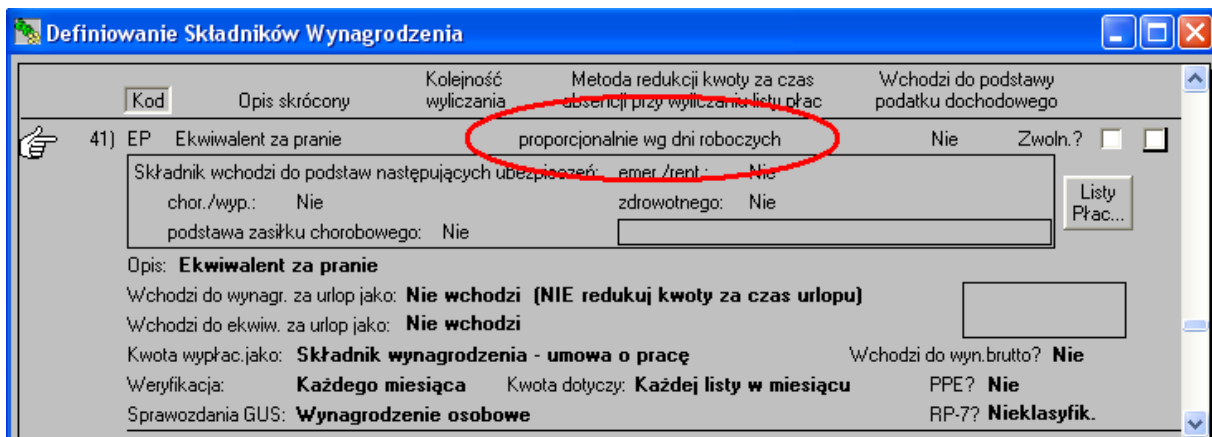 Definiowanie Składników Wynagrodzenia
Kod Opis skrócony Kolejność wyliczania Metoda redukcji kwoty za czas absencji przy wyliczaniu listy płac Wchodzi do podstawy podatku dochodowego
41) EP Ekwiwalent za pranie proporcjonalnie wg dni roboczych Nie Zwoln.?
Składnik wchodzi do podstaw następujących ubezpieczeń: emer./rent.: Nie
chor./wyp.: Nie zdrowotnego: Nie
podstawa zasiłku chorobowego: Nie
Listy
Płac...
Opis: Ekwiwalent za pranie
Wchodzi do wynagr. za urlop jako: Nie wchodzi (NIE redukuj kwoty za czas urlopu)
Wchodzi do ekwiw. za urlop jako: Nie wchodzi
Kwota wypłac.jako: Składnik wynagrodzenia - umowa o pracę Wchodzi do wyn.brutto? Nie
Weryfikacja: Każdego miesiąca Kwota dotyczy: Każdej listy w miesiącu PPE? Nie
Sprawozdania GUS: Wynagrodzenie osobowe RP-7? Nieklasyfik.